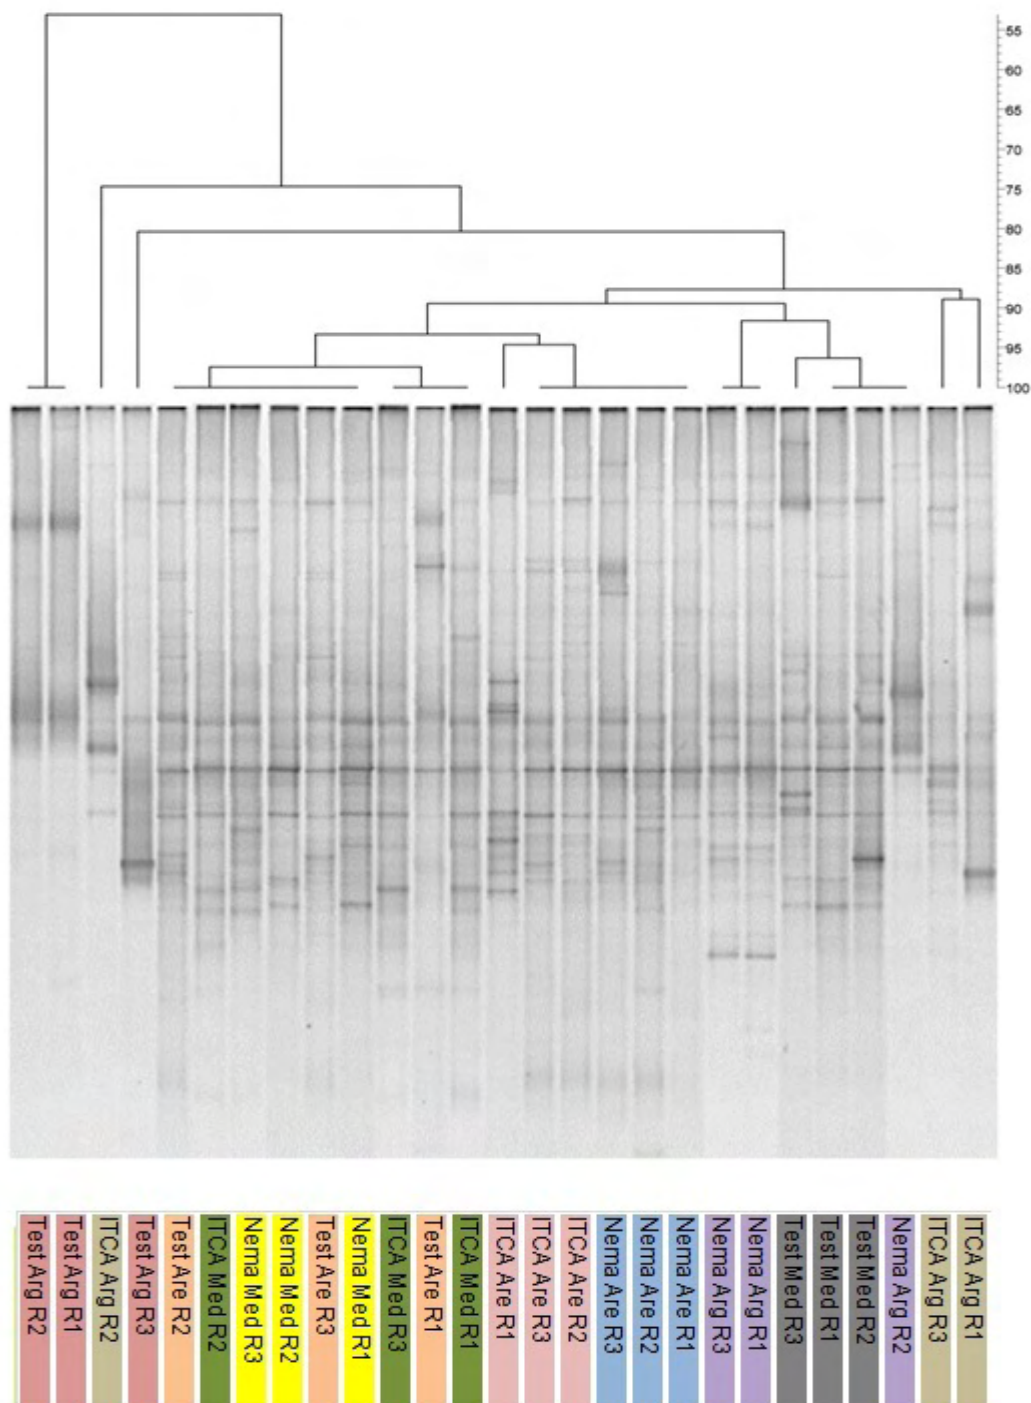 55
60
65
70
75
80
85
90
95
100
Test Arg R2
Test Arg R1
ITCA Arg R2
Test Arg R3
Test Are R2
ITCA Med R2
Nema Med R3
Nema Med R2
Test Are R3
Nema Med R1
ITCA Med R3
Test Are R1
ITCA Med R1
ITCA Are R1
ITCA Are R3
ITCA Are R2
Nema Are R3
Nema Are R2
Nema Are R1
Nema Arg R3
Nema Arg R1
Test Med R3
Test Med R1
Test Med R2
Nema Arg R2
ITCA Arg R3
ITCA Arg R1